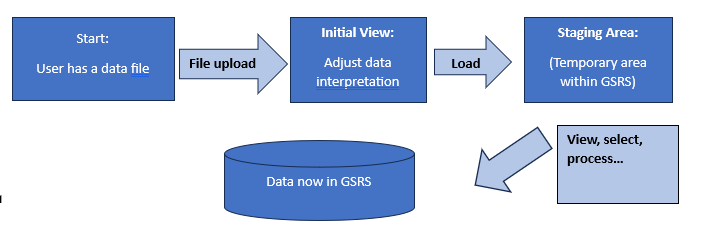 Start:
User has a data file
File upload
Initial View:
Adjust data
interpretation
Load
Staging Area:
(Temporary area
within GSRS)
View, select,
process...
Data now in GSRS